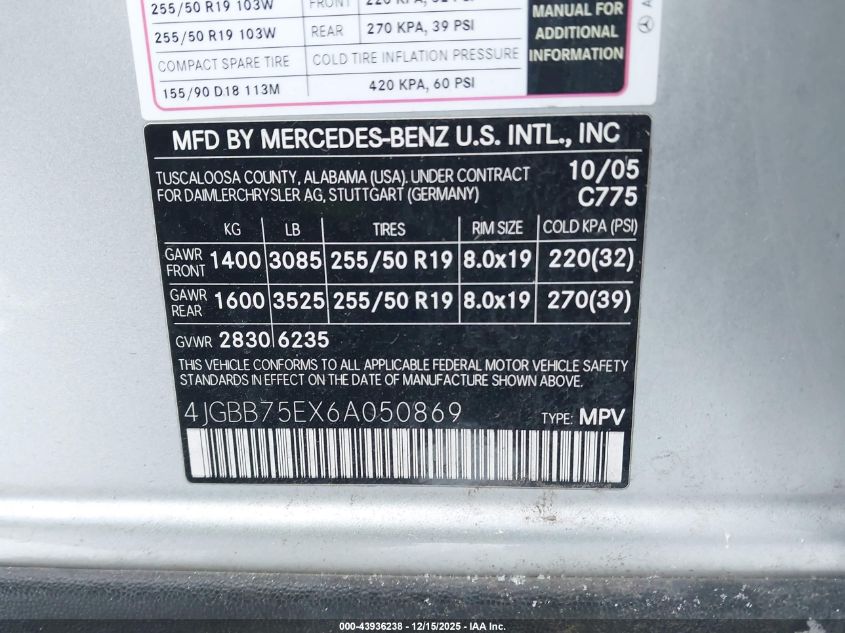 255/50 R19 103W FRONT 220 KPA, 32 PSI
255/50 R19 103W REAR 270 KPA, 39 PSI
COMPACT SPARE TIRE COLD TIRE INFLATION PRESSURE
155/90 D18 113M 420 KPA, 60 PSI
MANUAL FOR
ADDITIONAL
INFORMATION
MFD BY MERCEDES-BENZ U.S. INTL., INC
TUSCALOOSA COUNTY, ALABAMA (USA). UNDER CONTRACT 10/05
FOR DAIMLERCHRYSLER AG, STUTTGART (GERMANY) C775
KG LB TIRES RIM SIZE COLD KPA (PSI)
GAWR FRONT 1400 3085 255/50 R19 8.0x19 220(32)
GAWR REAR 1600 3525 255/50 R19 8.0x19 270(39)
GVWR 2830 6235
THIS VEHICLE CONFORMS TO ALL APPLICABLE FEDERAL MOTOR VEHICLE SAFETY
STANDARDS IN EFFECT ON THE DATE OF MANUFACTURE SHOWN ABOVE.
4JGBB75EX6A050869 TYPE: MPV
000-43936238 - 12/15/2025 - IAA Inc.